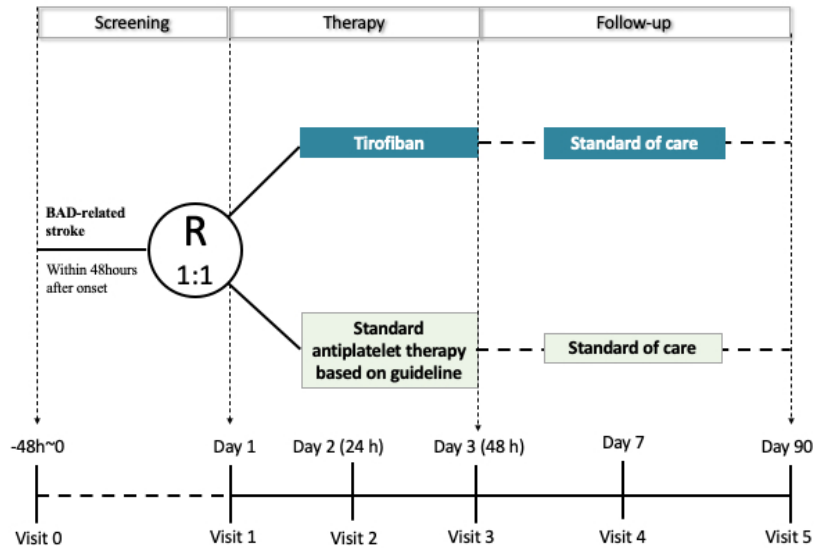 Screening
Therapy
Follow-up
Tirofiban
Standard of care
BAD-related
stroke
Within 48hours
after onset
R
1:1
Standard
antiplatelet therapy
based on guideline
Standard of care
-48h~0
Day 1
Day 2 (24 h)
Day 3 (48 h)
Day 7
Day 90
Visit 0
Visit 1
Visit 2
Visit 3
Visit 4
Visit 5